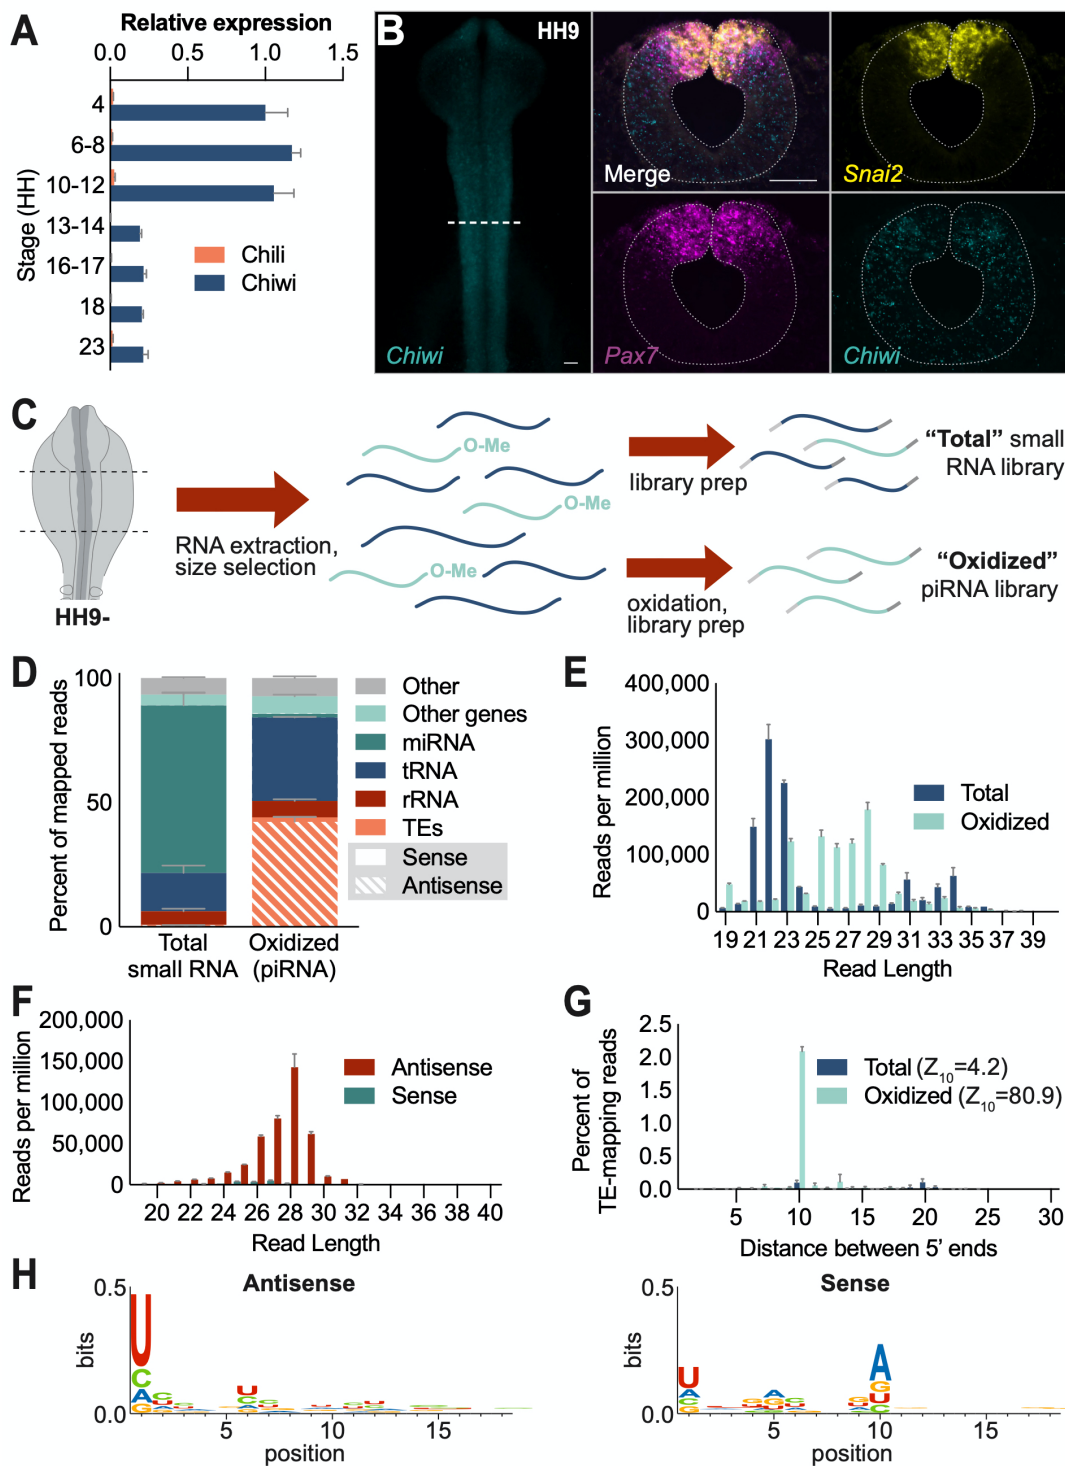 A
Relative expression
0.0 0.5 1.0 1.5
Stage (HH)
4
6-8
10-12
13-14
16-17
18
23
Chili
Chiwi
B
HH9
Chiwi
Merge
Snai2
Pax7
Chiwi
C
HH9-
RNA extraction,
size selection
O-Me
O-Me
O-Me
library prep
oxidation,
library prep
“Total” small
RNA library
“Oxidized”
piRNA library
D
Percent of mapped reads
100
50
0
Total
small RNA
Oxidized
(piRNA)
Other
Other genes
miRNA
tRNA
rRNA
TEs
Sense
Antisense
E
Reads per million
400,000
300,000
200,000
100,000
0
19 21 23 25 27 29 31 33 35 37 39
Read Length
Total
Oxidized
F
Reads per million
200,000
150,000
100,000
50,000
0
20 22 24 26 28 30 32 34 36 38 40
Read Length
Antisense
Sense
G
Percent of
TE-mapping reads
2.5
2.0
1.5
1.0
0.5
0.0
5 10 15 20 25 30
Distance between 5’ ends
Total (Z10=4.2)
Oxidized (Z10=80.9)
H
Antisense
0.5
bits
0.0
U
C
A
G
5 10 15
position
Sense
0.5
bits
0.0
U
A
C
G
A
G
U
C
5 10 15
position